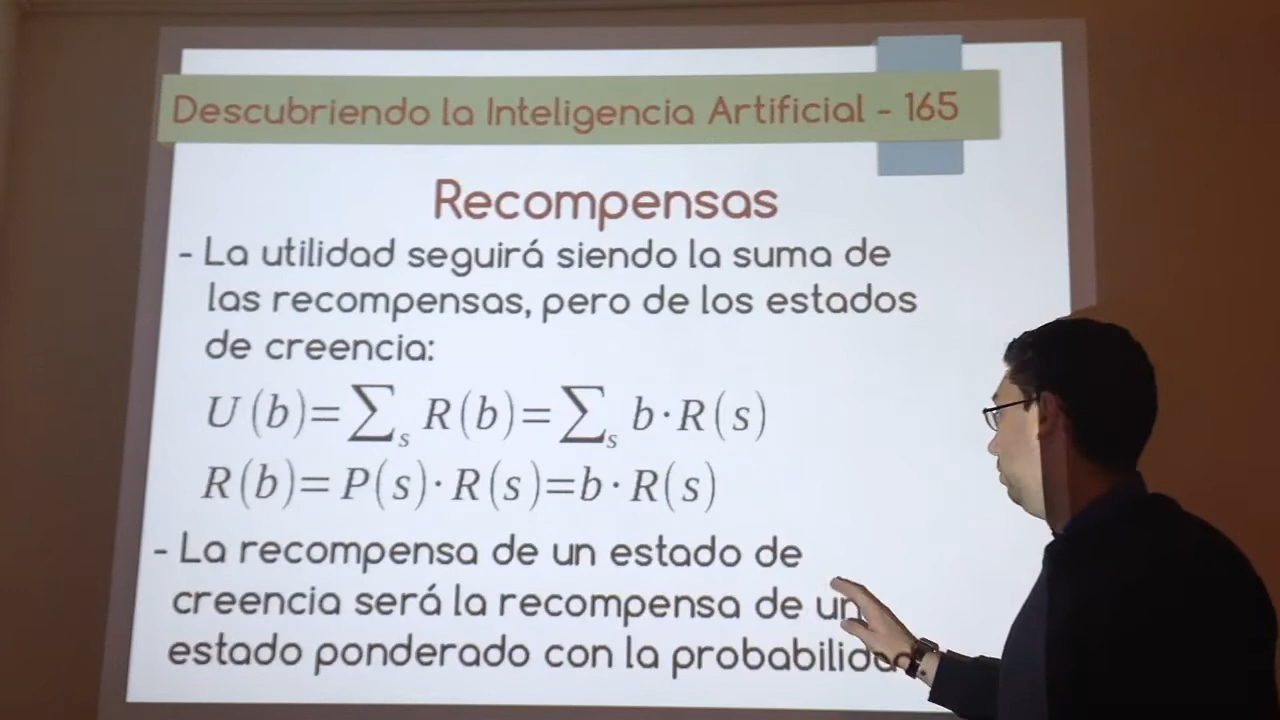 Descubriendo la Inteligencia Artificial - 165
Recompensas
- La utilidad seguirá siendo la suma de
las recompensas, pero de los estados
de creencia:
U(b)=∑s R(b)=∑s b·R(s)
R(b)=P(s)·R(s)=b·R(s)
- La recompensa de un estado de
creencia será la recompensa de un
estado ponderado con la probabilidad